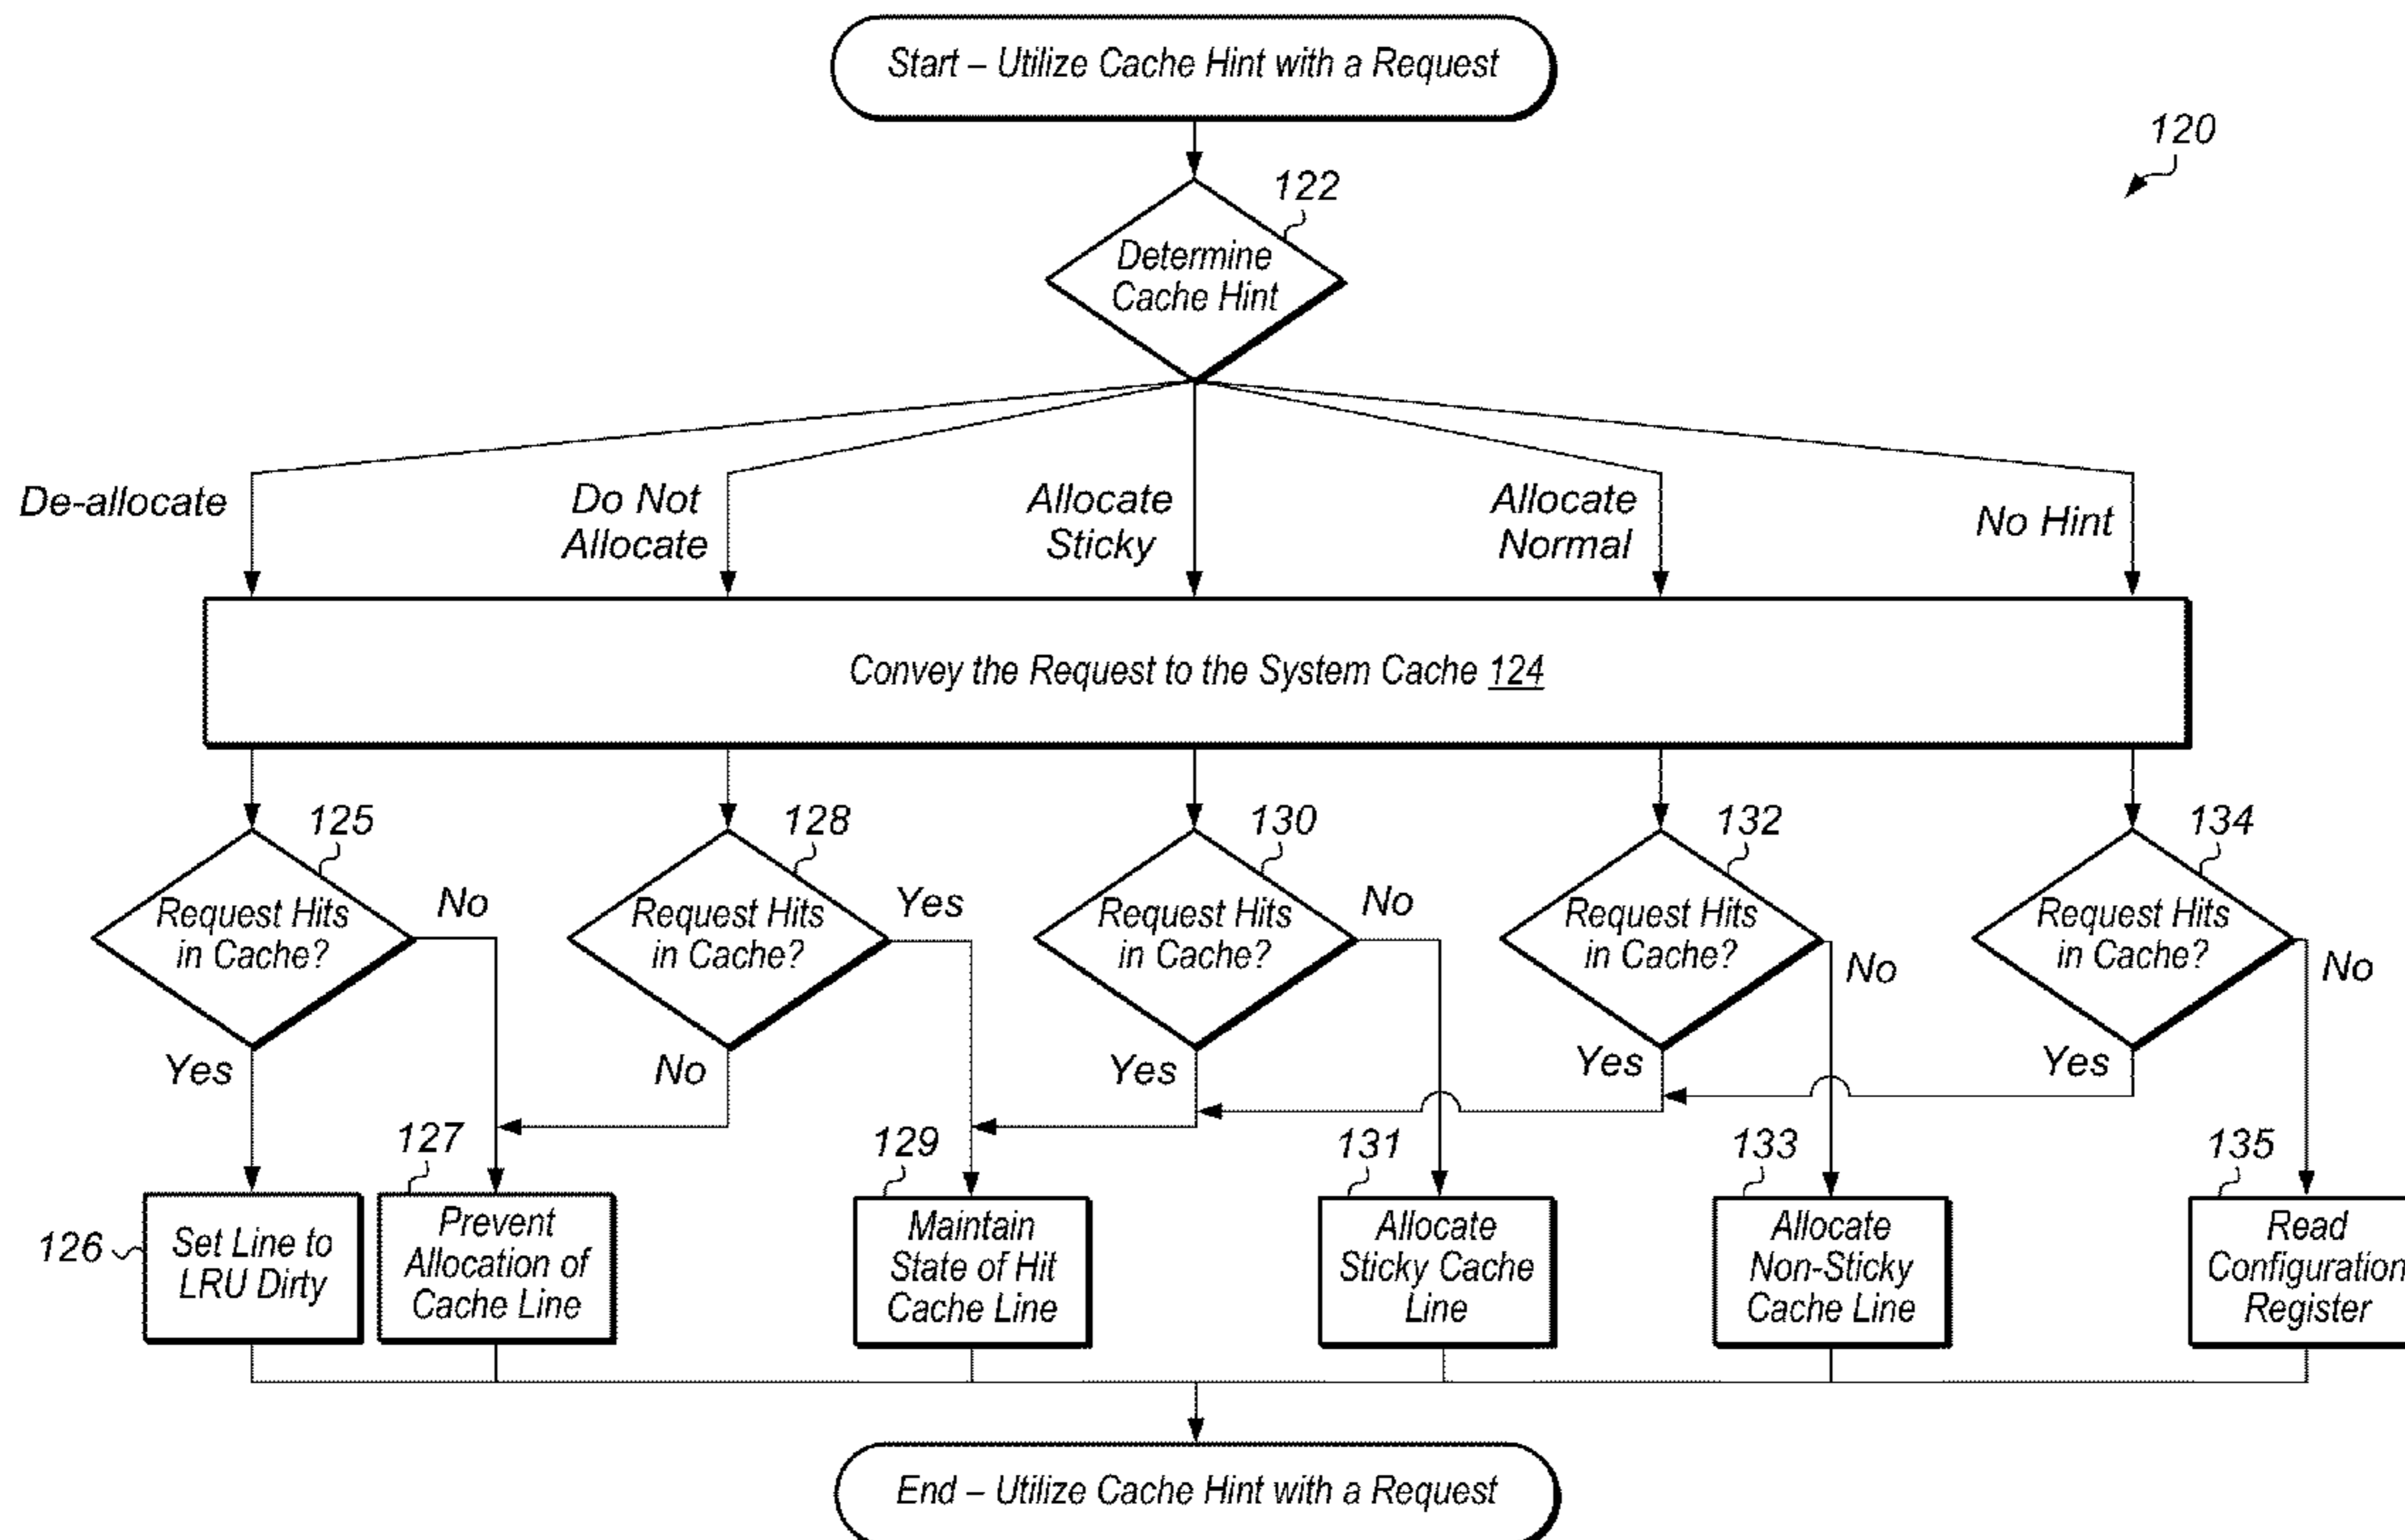 Start – Utilize Cache Hint with a Request
120
122
Determine
Cache Hint
De-allocate
Do Not
Allocate
Allocate
Sticky
Allocate
Normal
No Hint
Convey the Request to the System Cache 124
125
Request Hits
in Cache?
No
Yes
128
Request Hits
in Cache?
Yes
No
130
Request Hits
in Cache?
No
Yes
132
Request Hits
in Cache?
No
Yes
134
Request Hits
in Cache?
No
Yes
126
Set Line to
LRU Dirty
127
Prevent
Allocation of
Cache Line
129
Maintain
State of Hit
Cache Line
131
Allocate
Sticky Cache
Line
133
Allocate
Non-Sticky
Cache Line
135
Read
Configuration
Register
End – Utilize Cache Hint with a Request